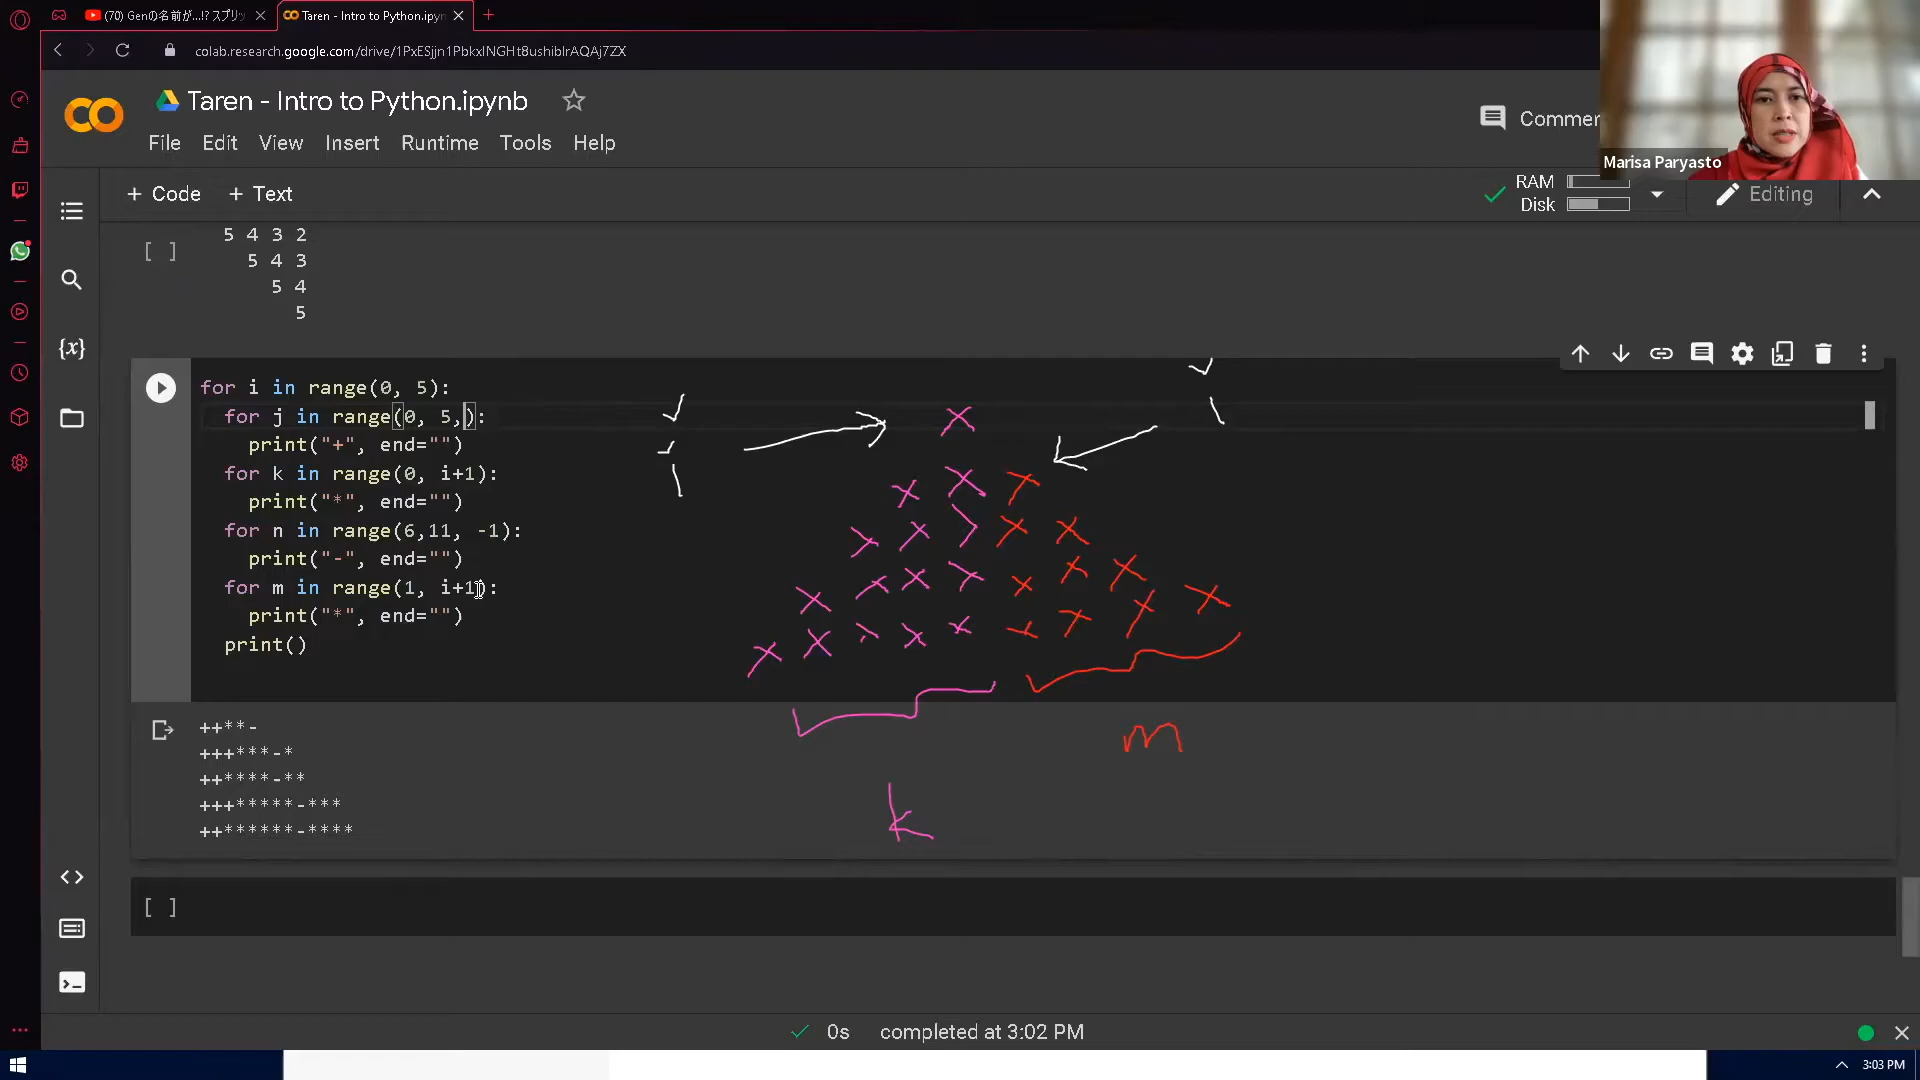 (70) Genの名前が...!? スプリッ
Taren - Intro to Python.ipyn
colab.research.google.com/drive/1PxESjjn1PbkxlNGHt8ushiblrAQAj7ZX
Taren - Intro to Python.ipynb
Commen
File Edit View Insert Runtime Tools Help
Marisa Paryasto
+ Code + Text
RAM
Disk
Editing
[ ]
5 4 3 2
5 4 3
5 4
5
{x}
for i in range(0, 5):
for j in range(0, 5,):
print("+", end="")
for k in range(0, i+1):
print("*", end="")
for n in range(6,11, -1):
print("-", end="")
for m in range(1, i+1):
print("*", end="")
print()
x
x x x
x x x x x
x x x x x x x
x x x x x x x x x
m
k
++**-
+++***-*
++****-**
+++*****-***
++******-****
[ ]
0s completed at 3:02 PM
3:03 PM